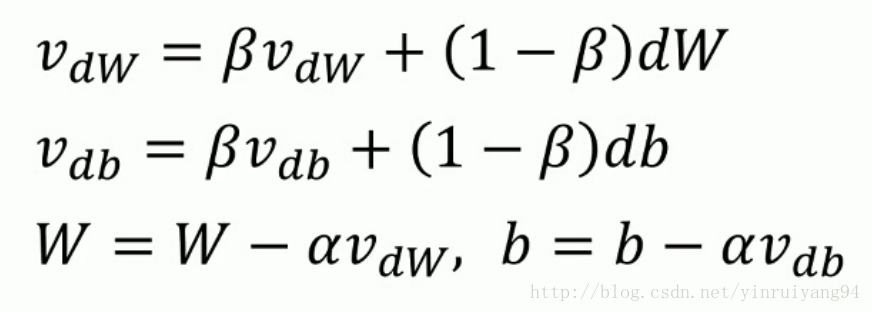 v_{dW} = βv_{dW} + (1 − β)dW
v_{db} = βv_{db} + (1 − β)db
W = W − αv_{dW}, b = b − αv_{db}
http://blog.csdn.net/yinruiyang94